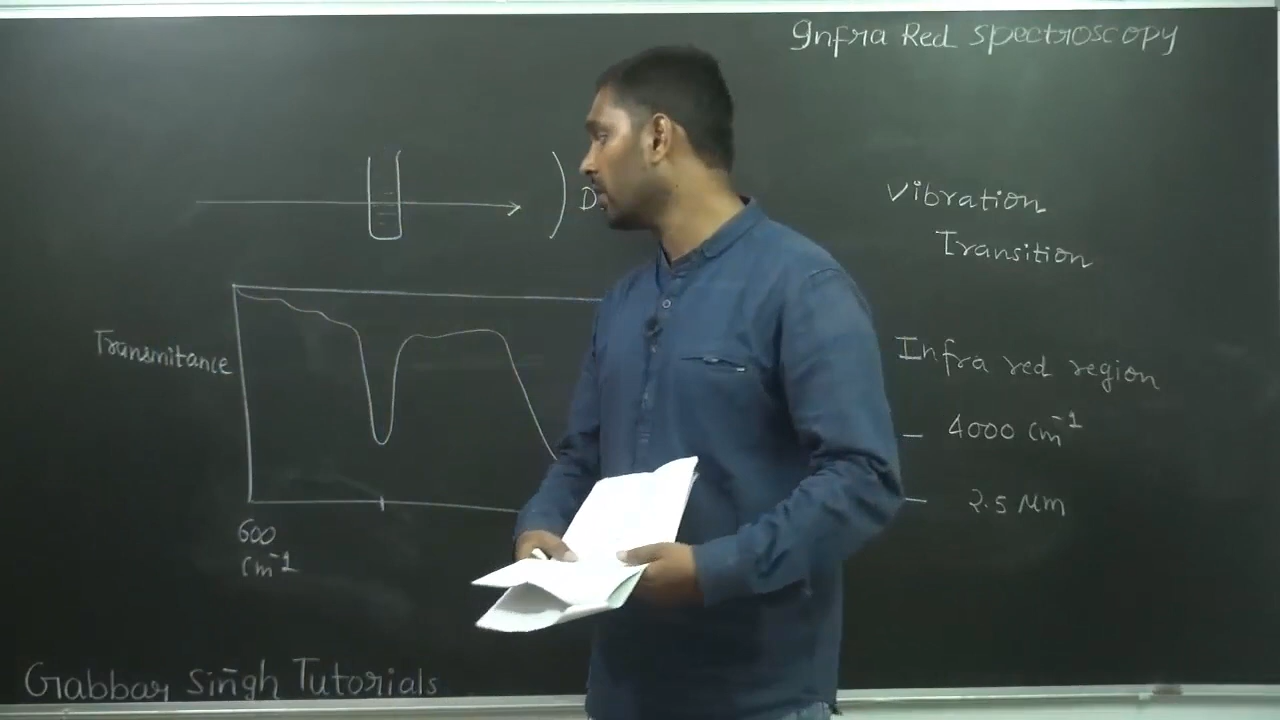 Infra Red Spectroscopy
D
Vibration
Transition
Transmitance
Infra red region
– 4000 cm⁻¹
– 2.5 μm
600
cm⁻¹
Gabbar Singh Tutorials